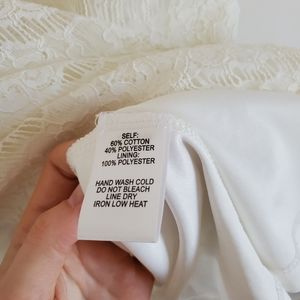 SELF:
60% COTTON
40% POLYESTER
LINING:
100% POLYESTER
HAND WASH COLD
DO NOT BLEACH
LINE DRY
IRON LOW HEAT